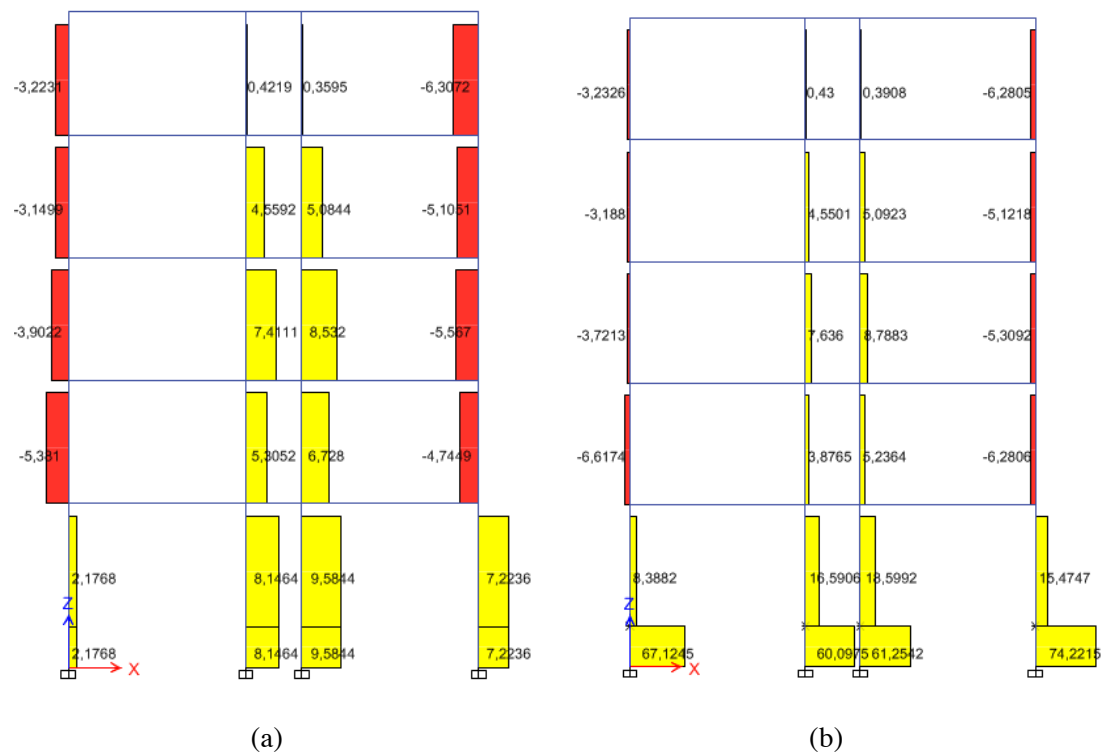 -3,2231 0,4219 0,3595 -6,3072 -3,2326 0,43 0,3908 -6,2805
-3,1499 4,5592 5,0844 -5,1051 -3,188 4,5501 5,0923 -5,1218
-3,9022 7,4111 8,532 -5,567 -3,7213 7,636 8,7883 -5,3092
-5,381 5,3052 6,728 -4,7449 -6,6174 3,8765 5,2364 -6,2806
2,1768 8,1464 9,5844 7,2236 8,3882 16,5906 18,5992 15,4747
Z Z
2,1768 8,1464 9,5844 7,2236 67,1245 60,0975 61,2542 74,2215
X X
(a) (b)